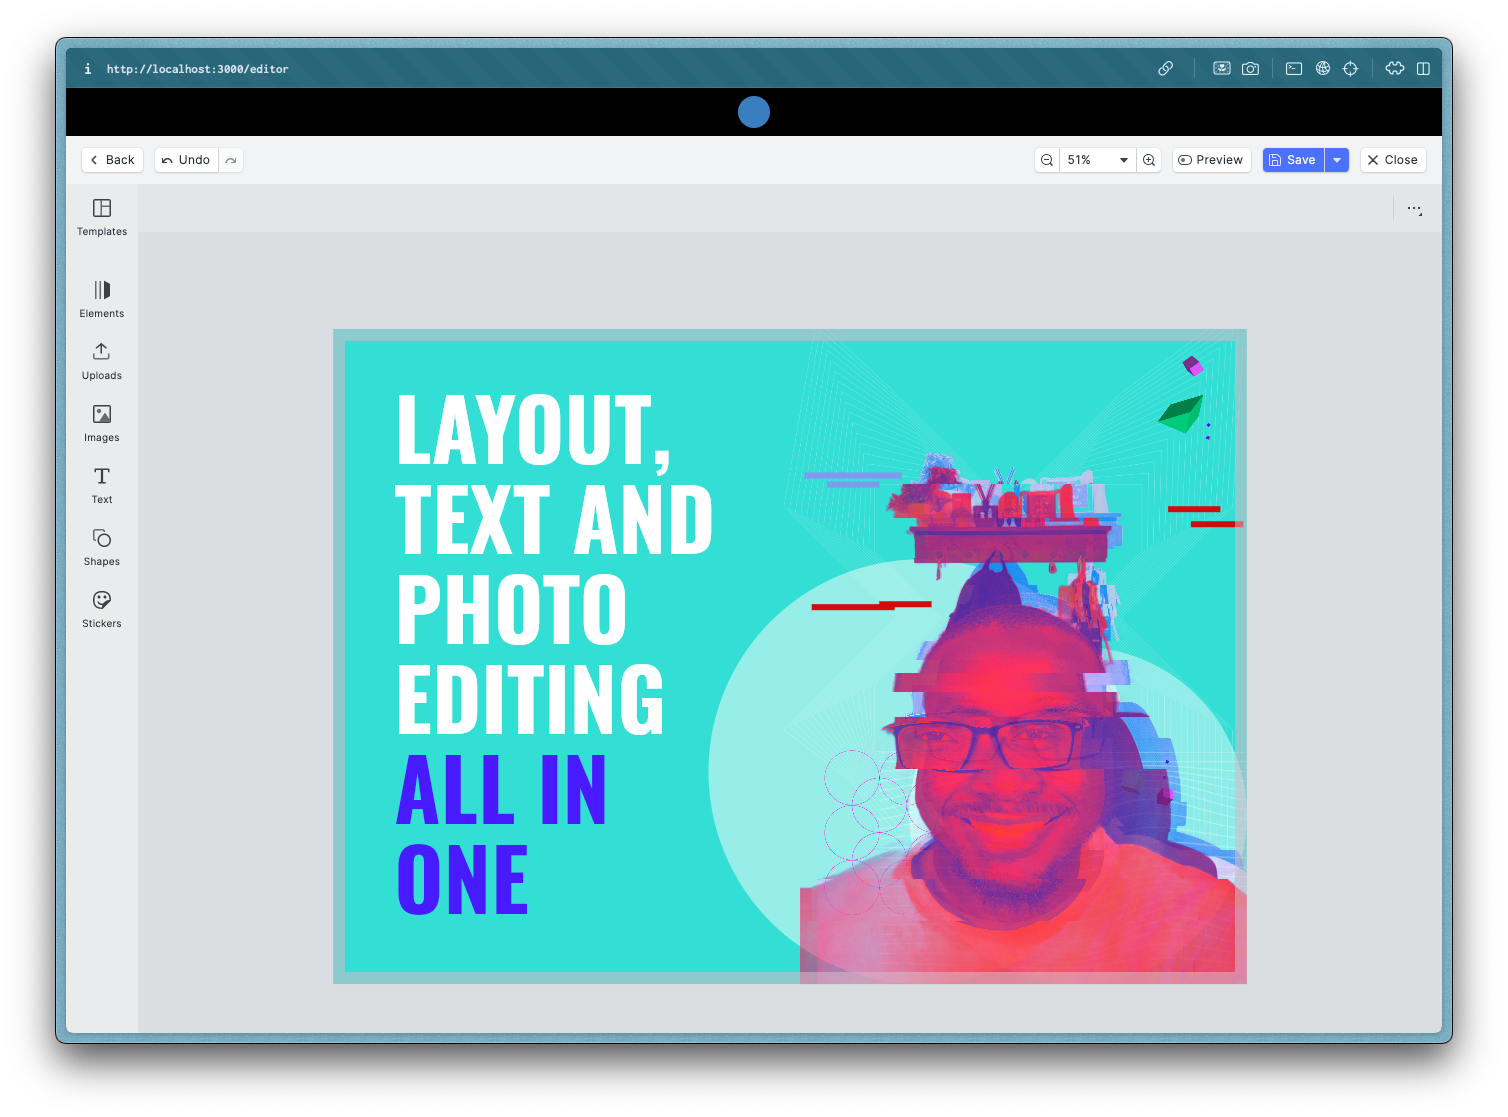 i http://localhost:3000/editor
Back Undo 51% Preview Save Close
Templates
Elements
Uploads
Images
Text
Shapes
Stickers
LAYOUT,
TEXT AND
PHOTO
EDITING
ALL IN
ONE